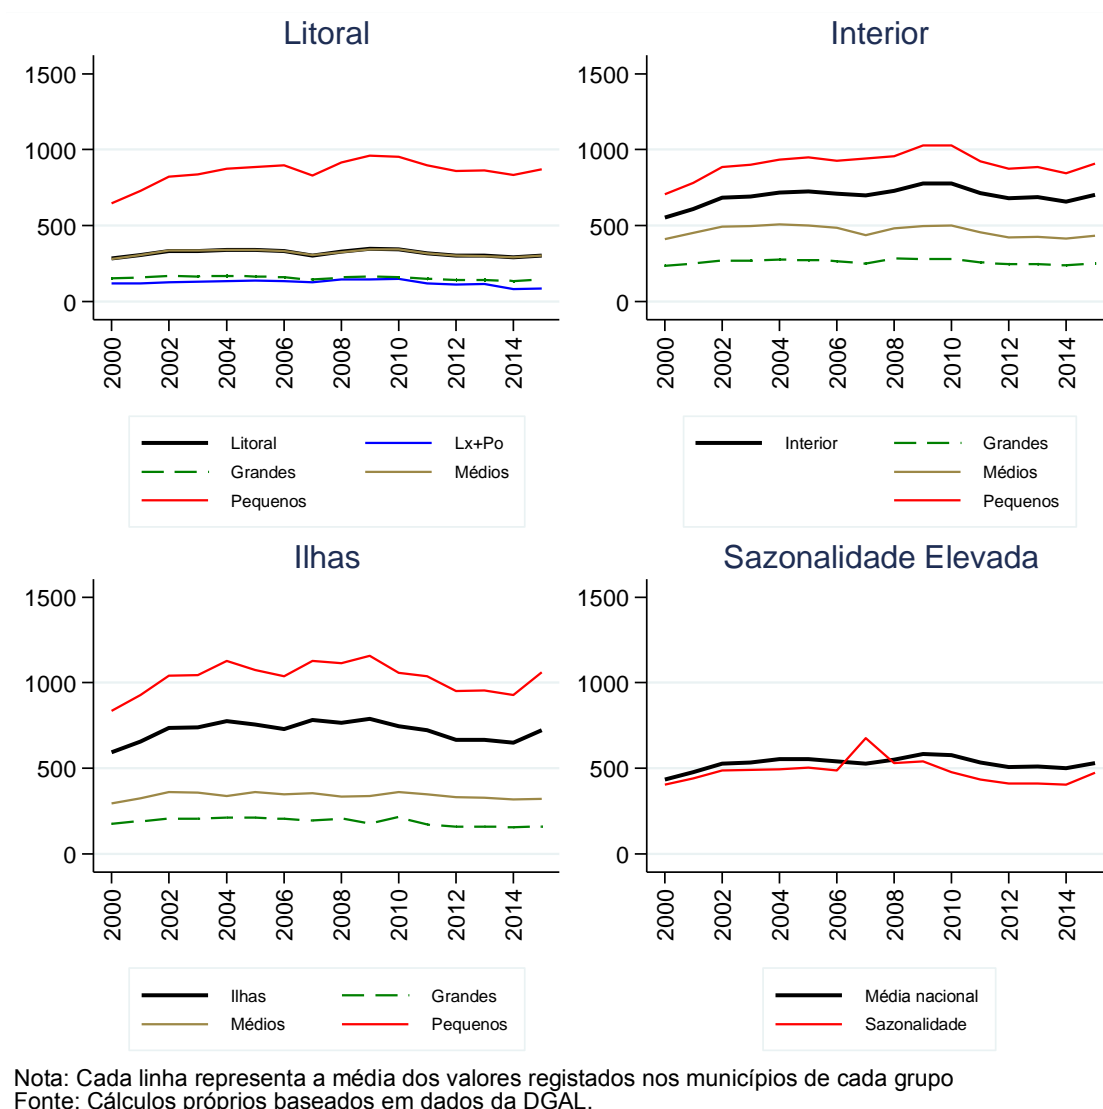 Litoral
1500
1000
500
0
2000
2002
2004
2006
2008
2010
2012
2014
Litoral
Lx+Po
Grandes
Médios
Pequenos
Interior
1500
1000
500
0
2000
2002
2004
2006
2008
2010
2012
2014
Interior
Grandes
Médios
Pequenos
Ilhas
1500
1000
500
0
2000
2002
2004
2006
2008
2010
2012
2014
Ilhas
Grandes
Médios
Pequenos
Sazonalidade Elevada
1500
1000
500
0
2000
2002
2004
2006
2008
2010
2012
2014
Média nacional
Sazonalidade
Nota: Cada linha representa a média dos valores registados nos municípios de cada grupo
Fonte: Cálculos próprios baseados em dados da DGAL.